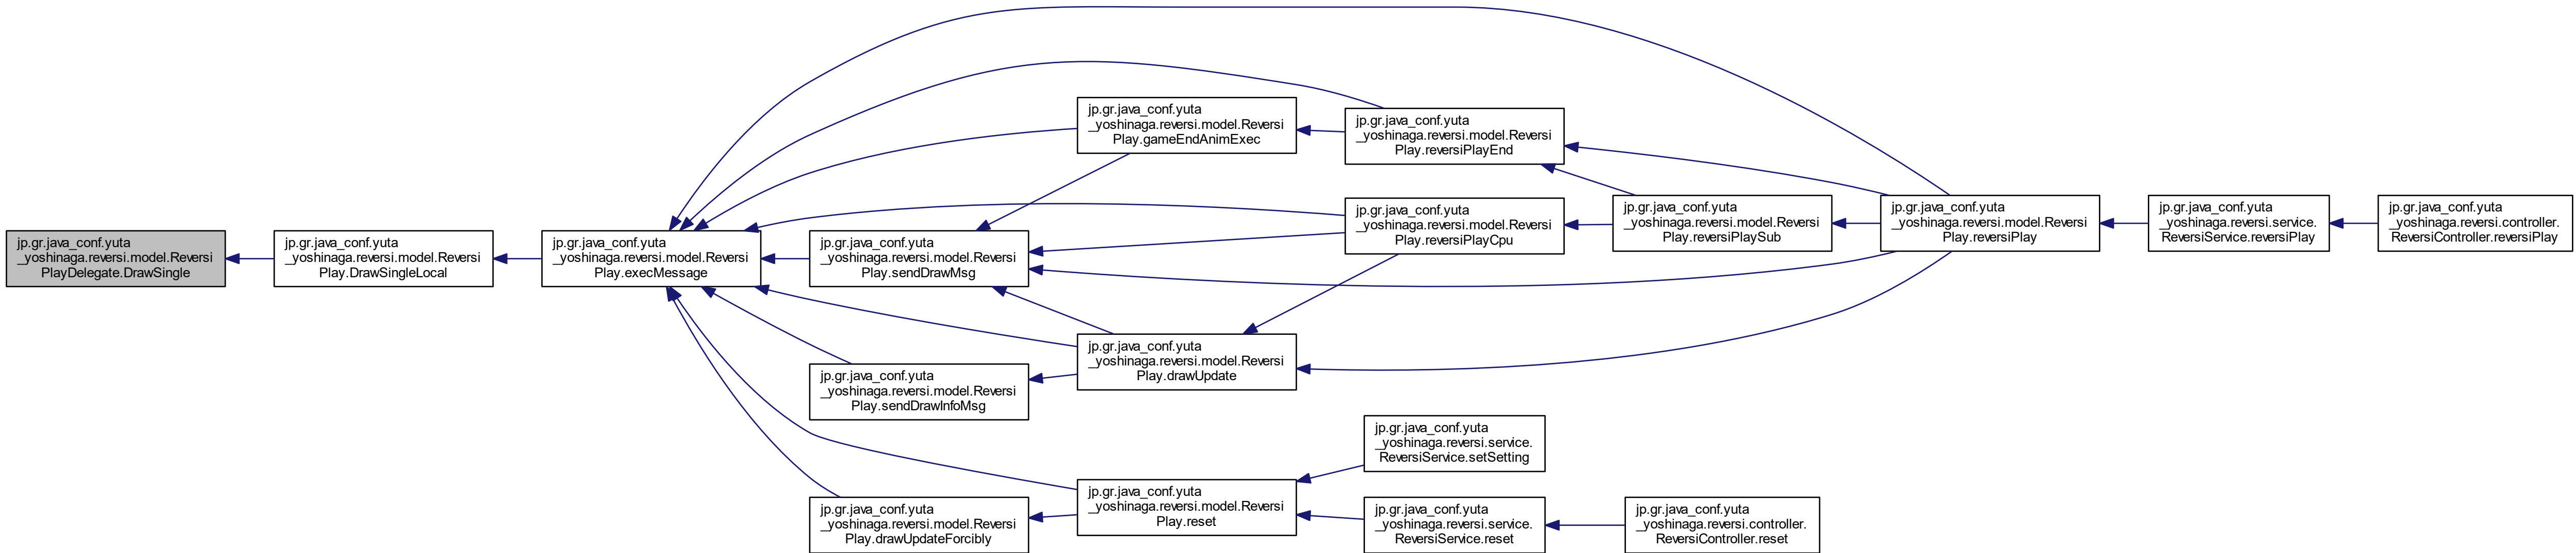 jp.gr.java_conf.yuta
_yoshinaga.reversi.model.Reversi
PlayDelegate.DrawSingle
jp.gr.java_conf.yuta
_yoshinaga.reversi.model.Reversi
Play.DrawSingleLocal
jp.gr.java_conf.yuta
_yoshinaga.reversi.model.Reversi
Play.execMessage
jp.gr.java_conf.yuta
_yoshinaga.reversi.model.Reversi
Play.gameEndAnimExec
jp.gr.java_conf.yuta
_yoshinaga.reversi.model.Reversi
Play.reversiPlayEnd
jp.gr.java_conf.yuta
_yoshinaga.reversi.model.Reversi
Play.sendDrawMsg
jp.gr.java_conf.yuta
_yoshinaga.reversi.model.Reversi
Play.reversiPlayCpu
jp.gr.java_conf.yuta
_yoshinaga.reversi.model.Reversi
Play.reversiPlaySub
jp.gr.java_conf.yuta
_yoshinaga.reversi.model.Reversi
Play.reversiPlay
jp.gr.java_conf.yuta
_yoshinaga.reversi.service.
ReversiService.reversiPlay
jp.gr.java_conf.yuta
_yoshinaga.reversi.controller.
ReversiController.reversiPlay
jp.gr.java_conf.yuta
_yoshinaga.reversi.model.Reversi
Play.drawUpdate
jp.gr.java_conf.yuta
_yoshinaga.reversi.model.Reversi
Play.sendDrawInfoMsg
jp.gr.java_conf.yuta
_yoshinaga.reversi.service.
ReversiService.setSetting
jp.gr.java_conf.yuta
_yoshinaga.reversi.model.Reversi
Play.reset
jp.gr.java_conf.yuta
_yoshinaga.reversi.model.Reversi
Play.drawUpdateForcibly
jp.gr.java_conf.yuta
_yoshinaga.reversi.service.
ReversiService.reset
jp.gr.java_conf.yuta
_yoshinaga.reversi.controller.
ReversiController.reset